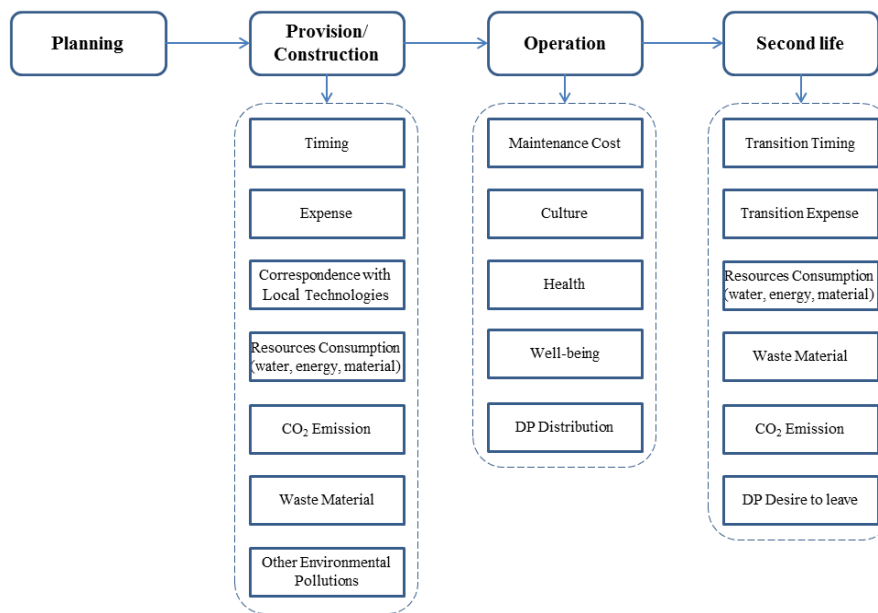 Planning
Provision/
Construction
Operation
Second life
Timing
Expense
Correspondence with
Local Technologies
Resources Consumption
(water, energy, material)
CO₂ Emission
Waste Material
Other Environmental
Pollutions
Maintenance Cost
Culture
Health
Well-being
DP Distribution
Transition Timing
Transition Expense
Resources Consumption
(water, energy, material)
Waste Material
CO₂ Emission
DP Desire to leave